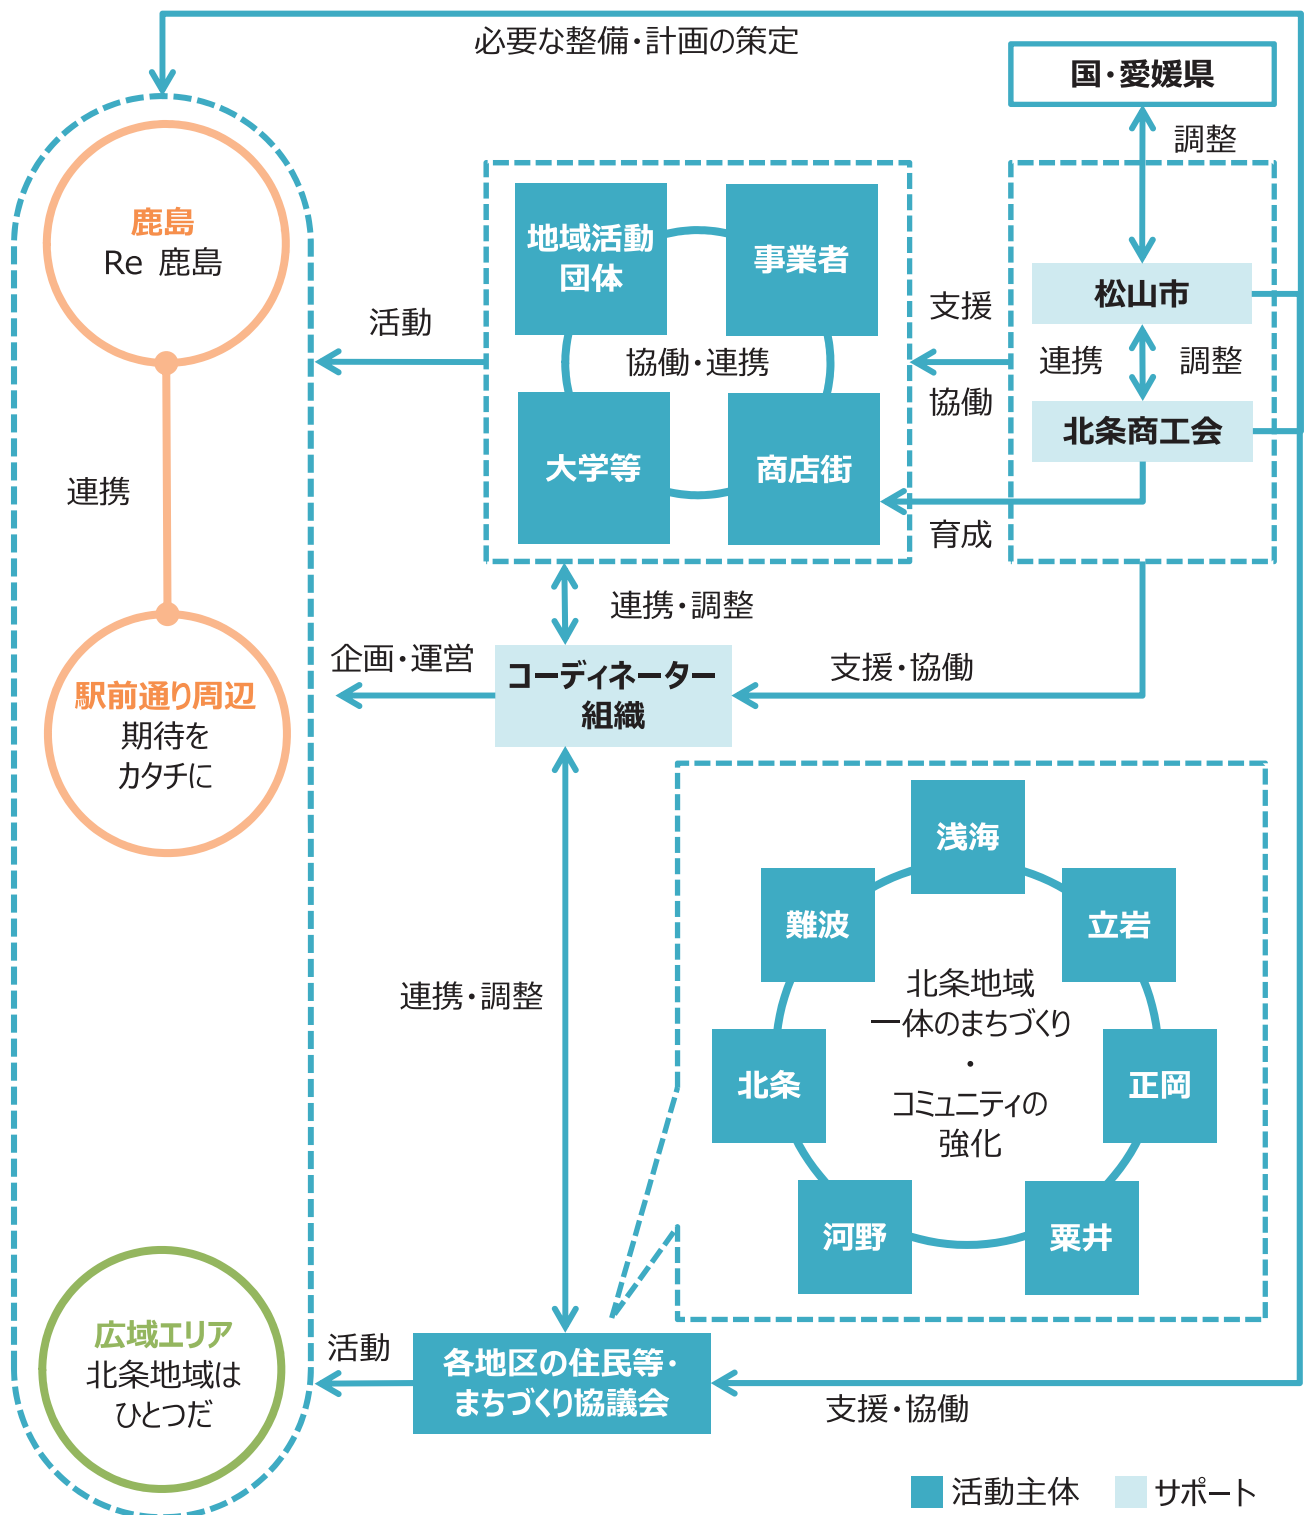 必要な整備・計画の策定
国・愛媛県
調整
鹿島
Re 鹿島
地域活動
団体
事業者
松山市
支援
活動
協働・連携
連携
調整
協働
北条商工会
大学等
商店街
連携
育成
連携・調整
企画・運営
コーディネーター
組織
支援・協働
駅前通り周辺
期待を
カタチに
浅海
難波
立岩
北条地域
一体のまちづくり
・
コミュニティの
強化
連携・調整
北条
正岡
河野
粟井
広域エリア
北条地域は
ひとつだ
活動
各地区の住民等・
まちづくり協議会
支援・協働
活動主体
サポート